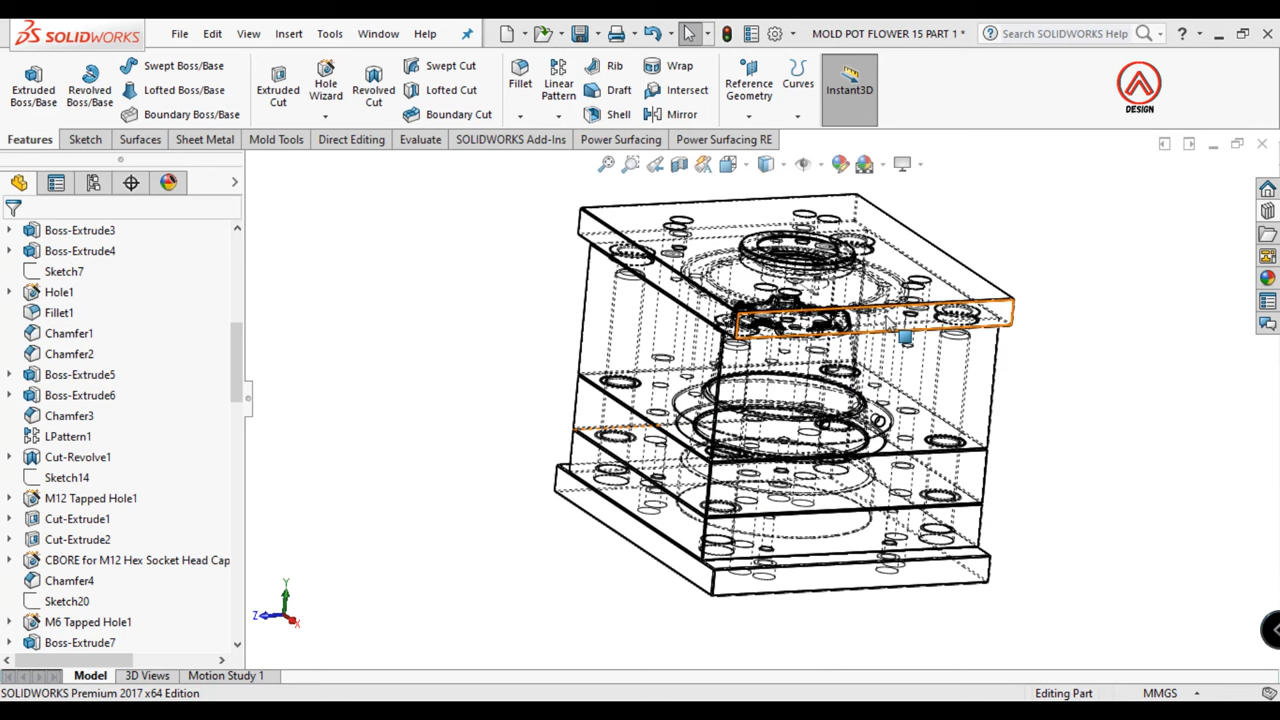 SOLIDWORKS File Edit View Insert Tools Window Help MOLD POT FLOWER 15 PART 1 * Search SOLIDWORKS Help ?
Extruded Boss/Base
Revolved Boss/Base
Swept Boss/Base
Lofted Boss/Base
Boundary Boss/Base
Extruded Cut
Hole Wizard
Revolved Cut
Swept Cut
Lofted Cut
Boundary Cut
Fillet
Linear Pattern
Rib
Draft
Shell
Wrap
Intersect
Mirror
Reference Geometry
Curves
Instant3D
DESIGN
Features Sketch Surfaces Sheet Metal Mold Tools Direct Editing Evaluate SOLIDWORKS Add-Ins Power Surfacing Power Surfacing RE
Boss-Extrude3
Boss-Extrude4
Sketch7
Hole1
Fillet1
Chamfer1
Chamfer2
Boss-Extrude5
Boss-Extrude6
Chamfer3
LPattern1
Cut-Revolve1
Sketch14
M12 Tapped Hole1
Cut-Extrude1
Cut-Extrude2
CBORE for M12 Hex Socket Head Cap
Chamfer4
Sketch20
M6 Tapped Hole1
Boss-Extrude7
Y
Z
X
Model 3D Views Motion Study 1
SOLIDWORKS Premium 2017 x64 Edition Editing Part MMGS